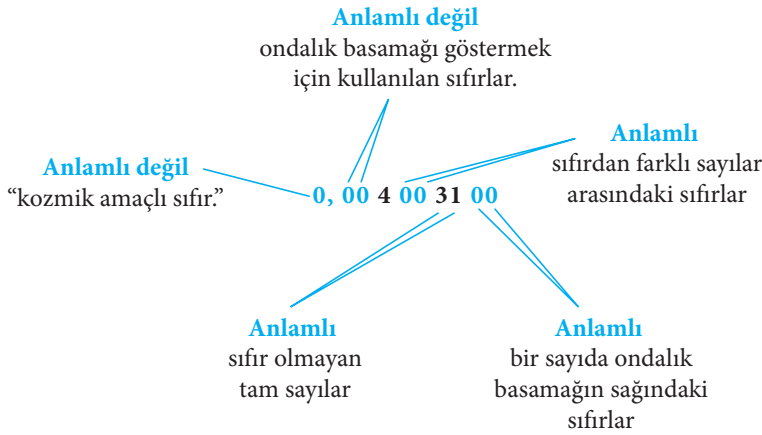 Anlamlı değil
ondalık basamağı göstermek
için kullanılan sıfırlar.
Anlamlı
sıfırdan farklı sayılar
arasındaki sıfırlar
Anlamlı değil
“kozmik amaçlı sıfır.”
0, 00 4 00 31 00
Anlamlı
sıfır olmayan
tam sayılar
Anlamlı
bir sayıda ondalık
basamağın sağındaki
sıfırlar